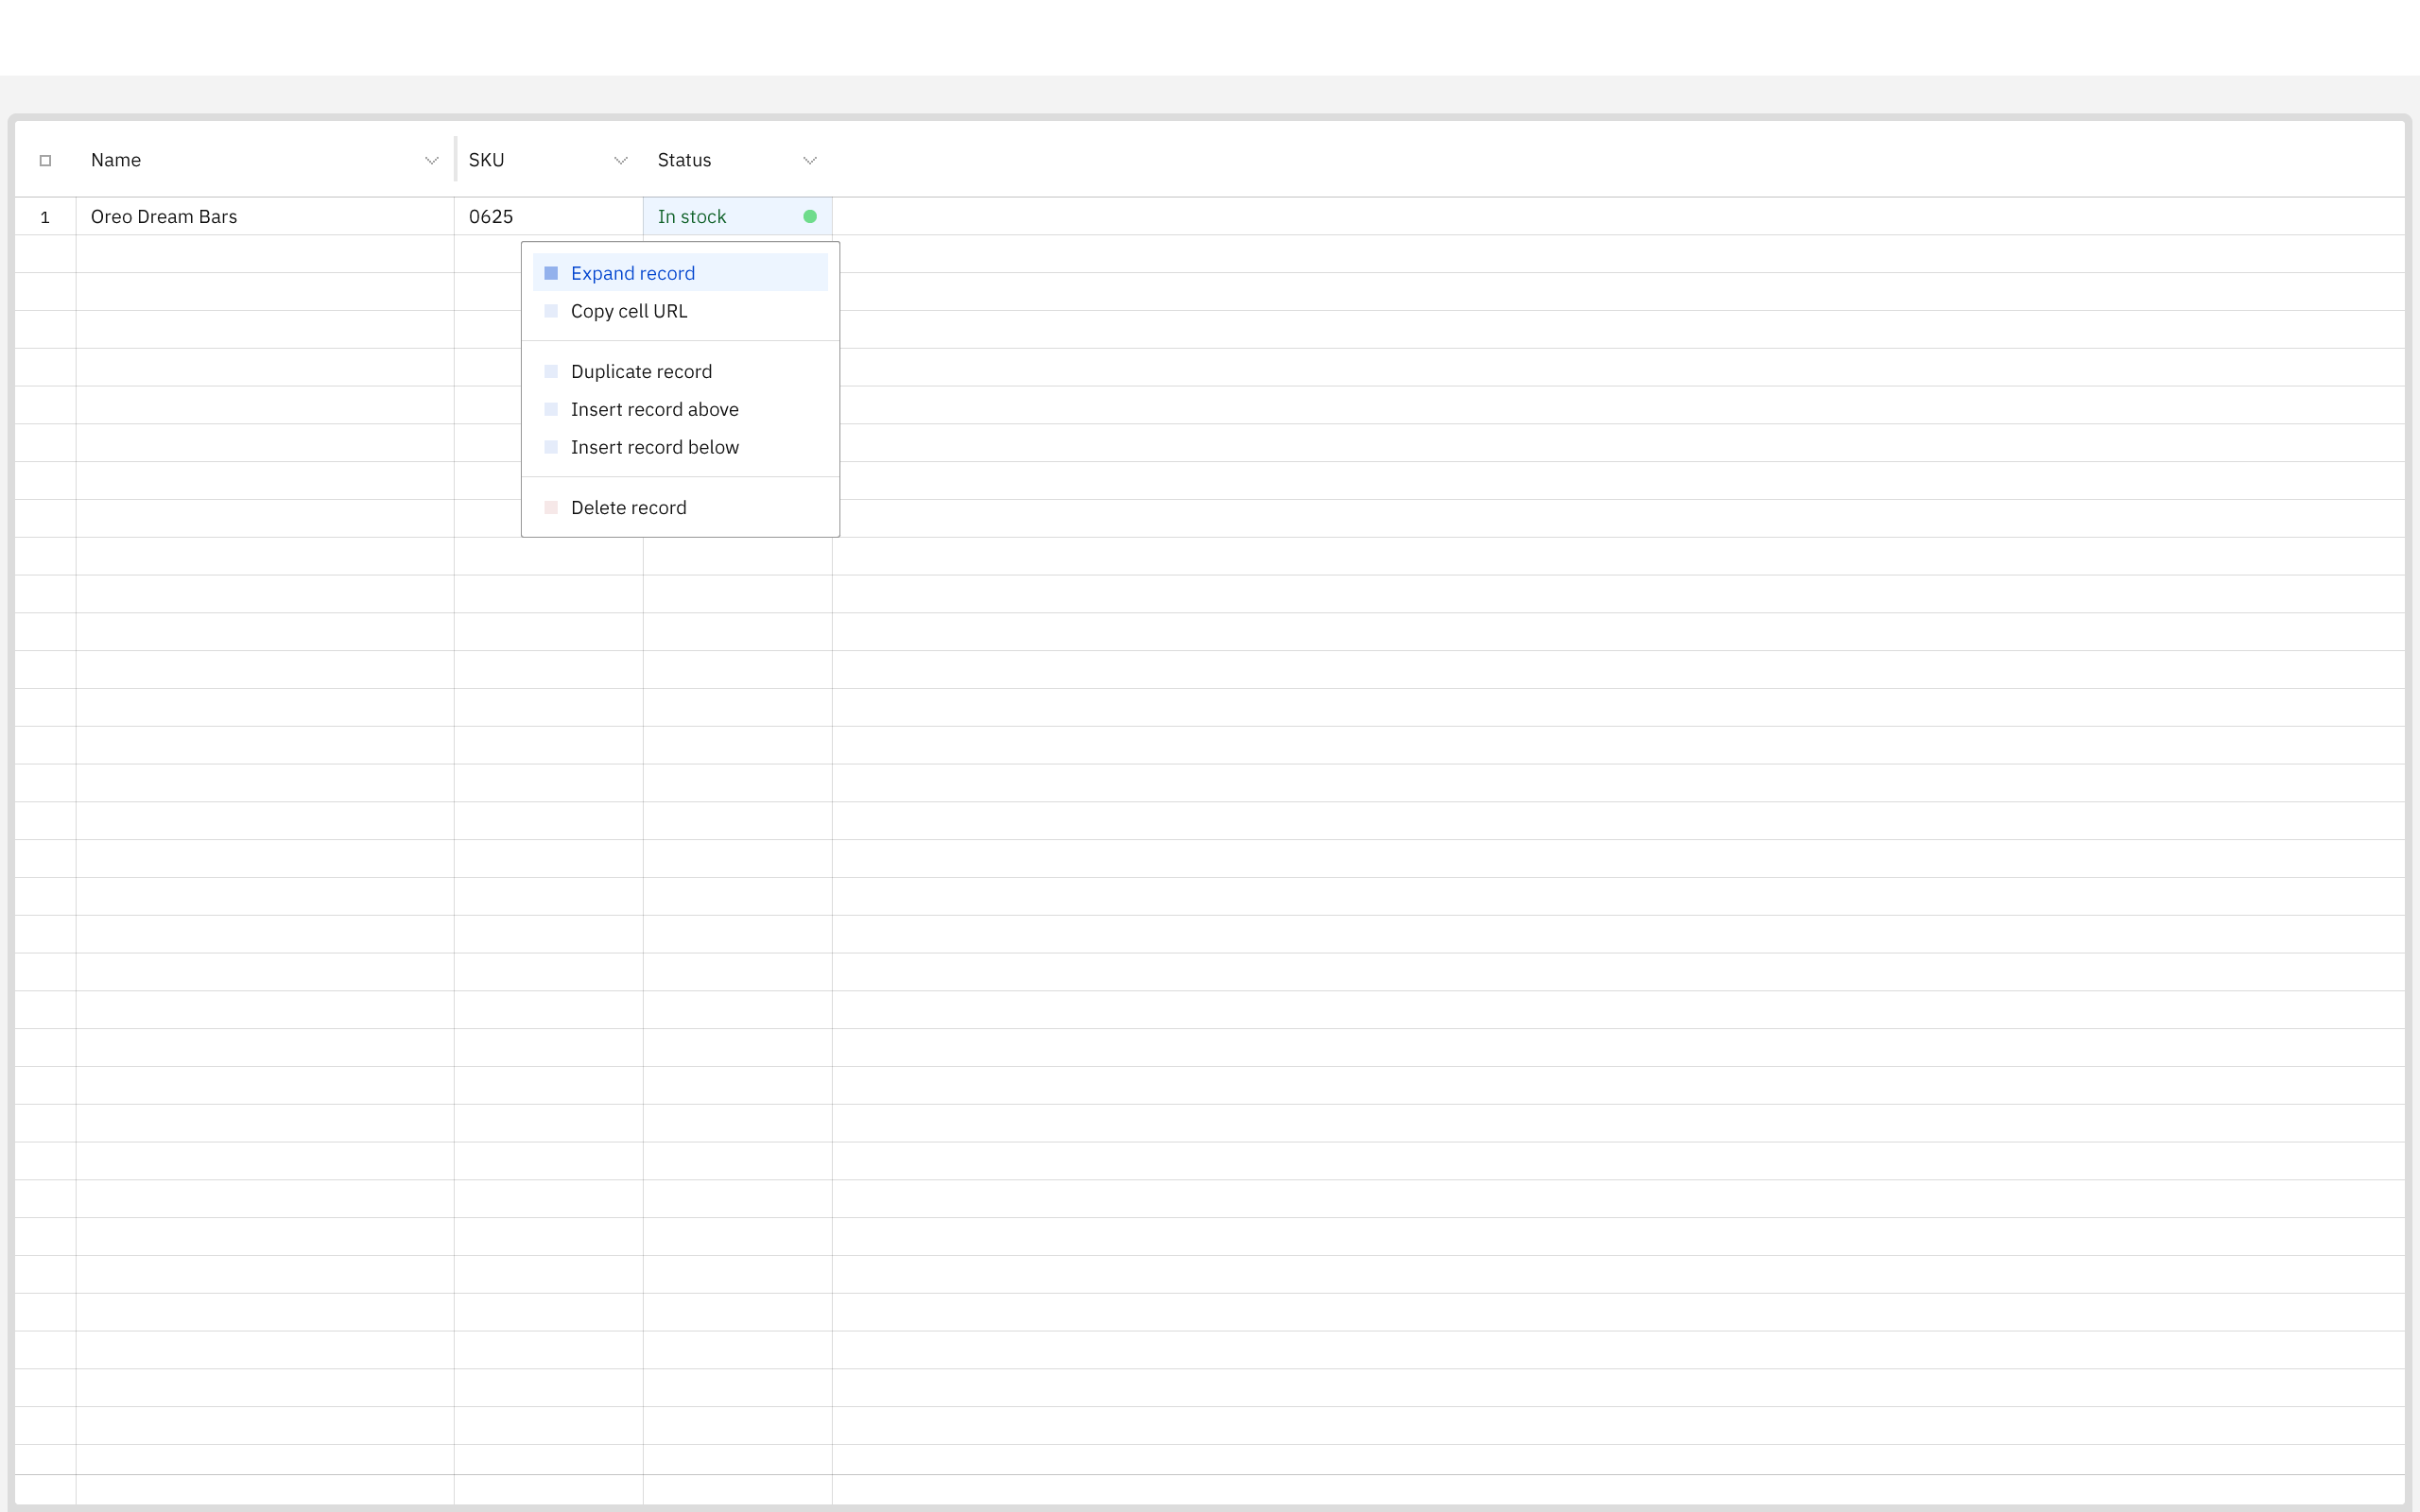 Name SKU Status
1 Oreo Dream Bars 0625 In stock
Expand record
Copy cell URL
Duplicate record
Insert record above
Insert record below
Delete record